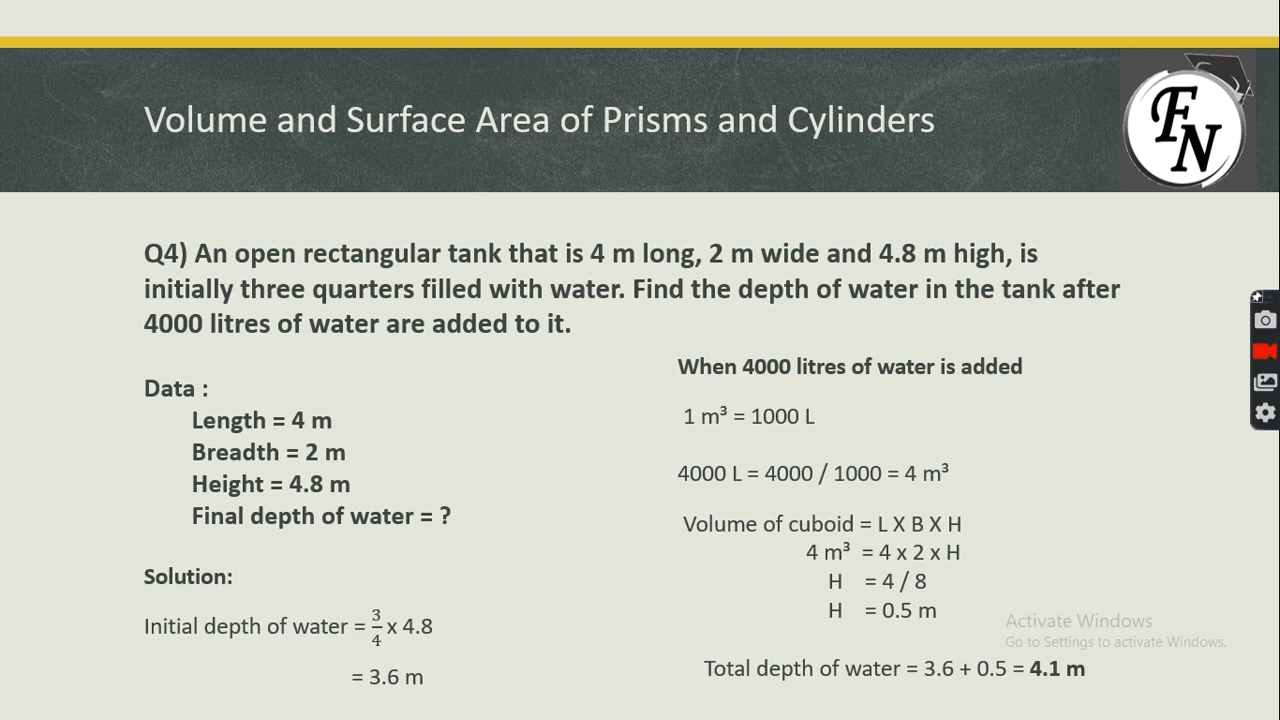 Volume and Surface Area of Prisms and Cylinders
FN
Q4) An open rectangular tank that is 4 m long, 2 m wide and 4.8 m high, is
initially three quarters filled with water. Find the depth of water in the tank after
4000 litres of water are added to it.
Data :
Length = 4 m
Breadth = 2 m
Height = 4.8 m
Final depth of water = ?
Solution:
Initial depth of water = 3/4 x 4.8
= 3.6 m
When 4000 litres of water is added
1 m³ = 1000 L
4000 L = 4000 / 1000 = 4 m³
Volume of cuboid = L X B X H
4 m³ = 4 x 2 x H
H = 4 / 8
H = 0.5 m
Total depth of water = 3.6 + 0.5 = 4.1 m
Activate Windows
Go to Settings to activate Windows.